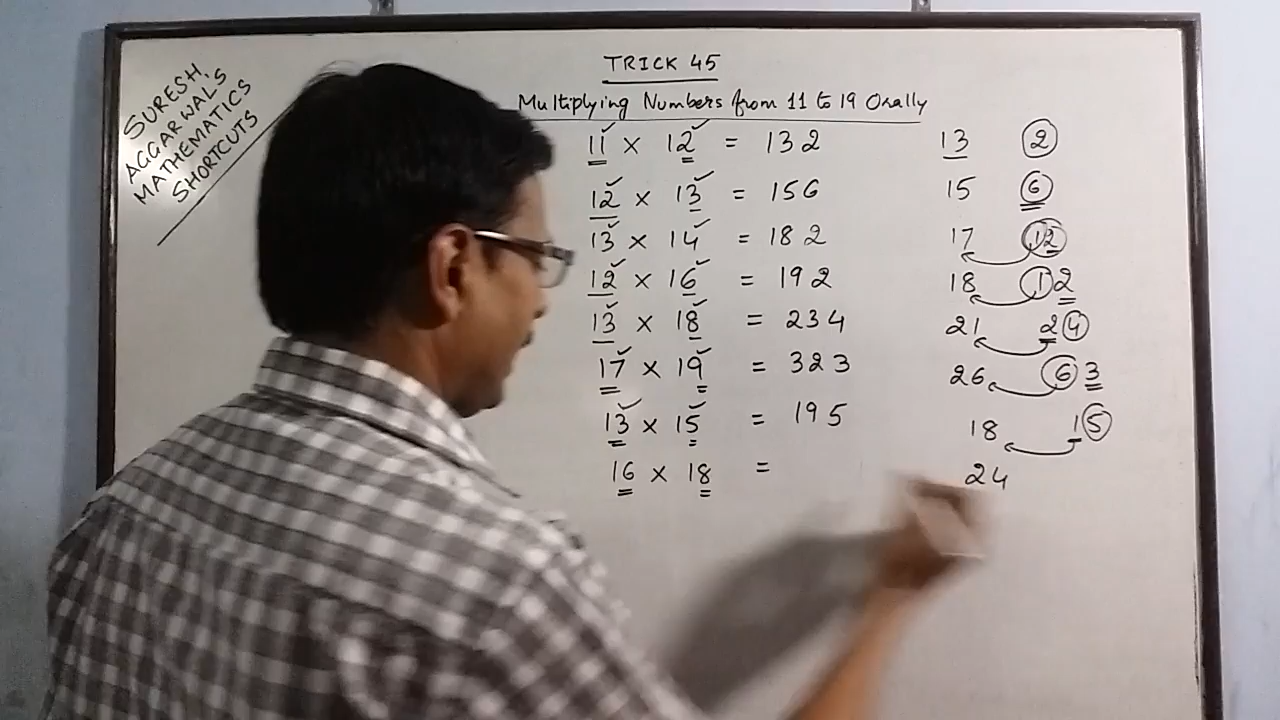 SURESH
AGGARWAL'S
MATHEMATICS
SHORTCUTS
TRICK 45
Multiplying Numbers from 11 to 19 Orally
11 × 12 = 132 13 2
12 × 13 = 156 15 6
13 × 14 = 182 17 12
12 × 16 = 192 18 12
13 × 18 = 234 21 24
17 × 19 = 323 26 63
13 × 15 = 195 18 15
16 × 18 = 24